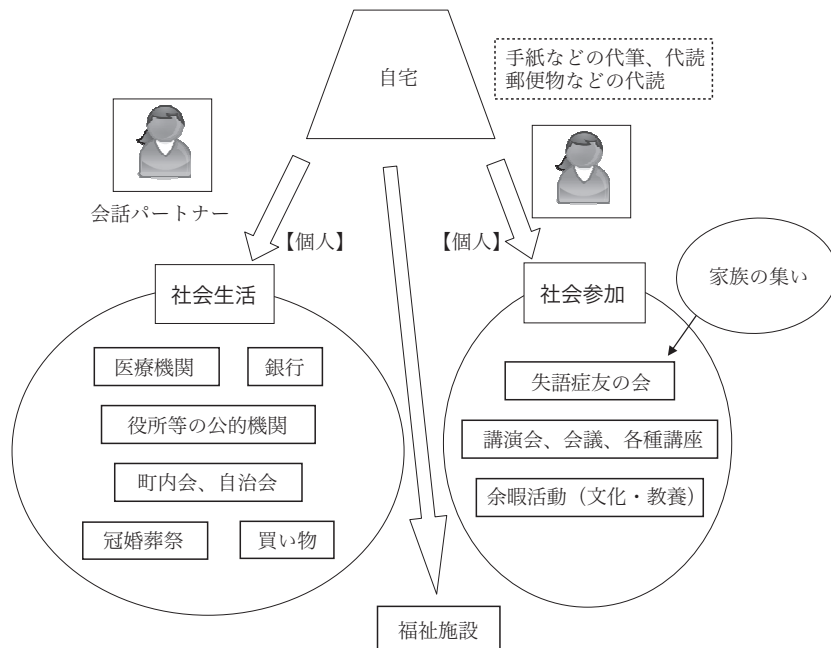 自宅
手紙などの代筆、代読
郵便物などの代読
会話パートナー
【個人】
【個人】
社会生活
医療機関
銀行
役所等の公的機関
町内会、自治会
冠婚葬祭
買い物
社会参加
家族の集い
失語症友の会
講演会、会議、各種講座
余暇活動（文化・教養）
福祉施設